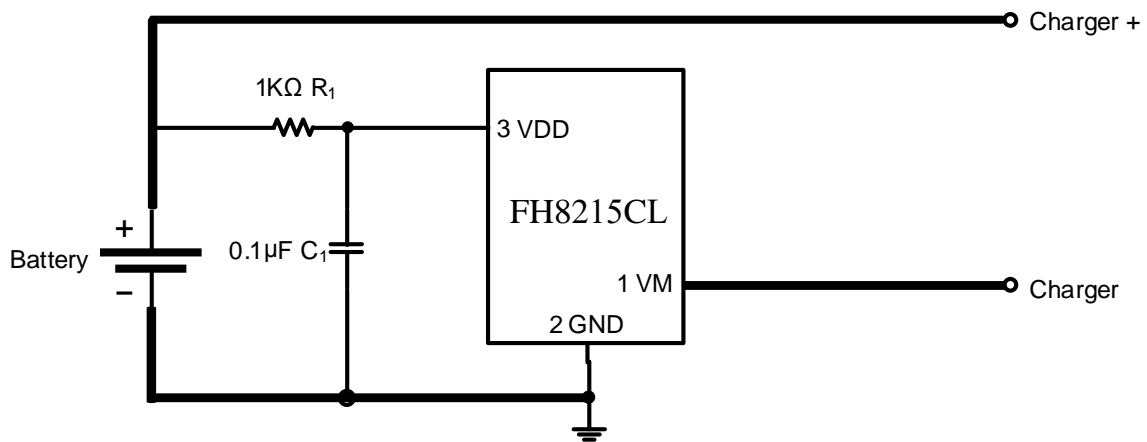 Charger +
1KΩ R₁
3 VDD
FH8215CL
+
Battery
0.1µF C₁
−
1 VM
Charger
2 GND